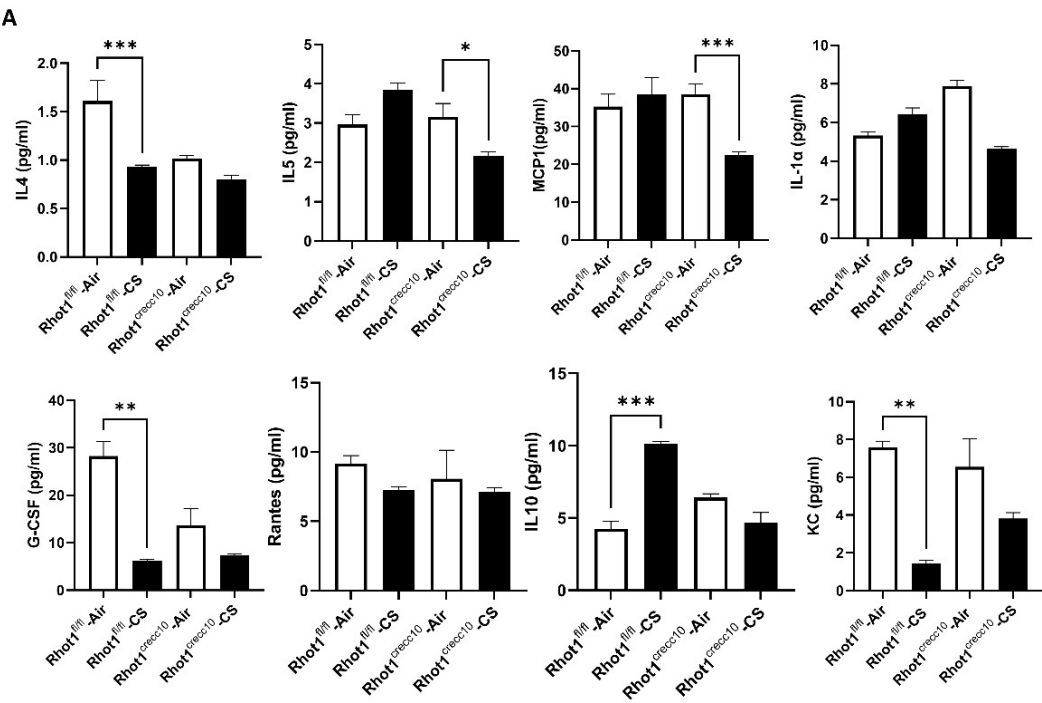 A
***
IL4 (pg/ml)
2.0
1.5
1.0
0.5
0.0
Rhot1fl/fl -Air
Rhot1fl/fl -CS
Rhot1crecc10 -Air
Rhot1crecc10 -CS
*
IL5 (pg/ml)
5
4
3
2
1
0
Rhot1fl/fl -Air
Rhot1fl/fl -CS
Rhot1crecc10 -Air
Rhot1crecc10 -CS
***
MCP1(pg/ml)
50
40
30
20
10
0
Rhot1fl/fl -Air
Rhot1fl/fl -CS
Rhot1crecc10 -Air
Rhot1crecc10 -CS
IL-1α (pg/ml)
10
8
6
4
2
0
Rhot1fl/fl -Air
Rhot1fl/fl -CS
Rhot1crecc10 -Air
Rhot1crecc10 -CS
**
G-CSF (pg/ml)
40
30
20
10
0
Rhot1fl/fl -Air
Rhot1fl/fl -CS
Rhot1crecc10 -Air
Rhot1crecc10 -CS
Rantes (pg/ml)
15
10
5
0
Rhot1fl/fl -Air
Rhot1fl/fl -CS
Rhot1crecc10 -Air
Rhot1crecc10 -CS
***
IL10 (pg/ml)
15
10
5
0
Rhot1fl/fl -Air
Rhot1fl/fl -CS
Rhot1crecc10 -Air
Rhot1crecc10 -CS
**
KC (pg/ml)
10
8
6
4
2
0
Rhot1fl/fl -Air
Rhot1fl/fl -CS
Rhot1crecc10 -Air
Rhot1crecc10 -CS